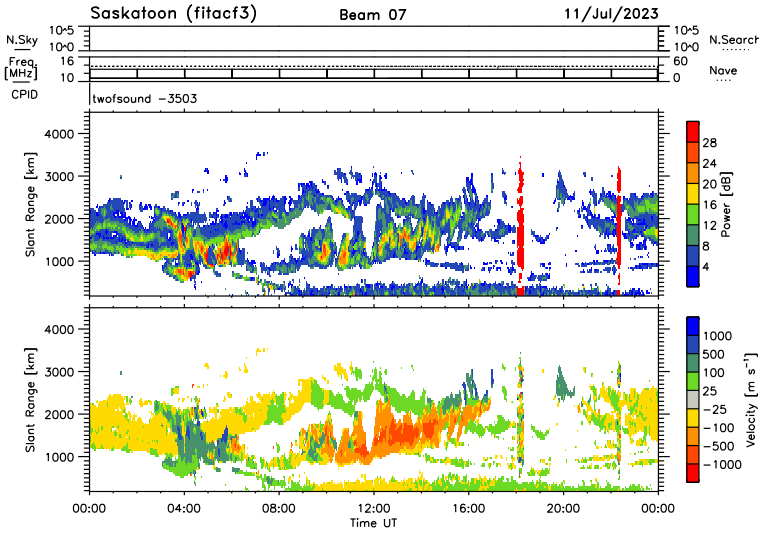 Saskatoon (fitacf3) Beam 07 11/Jul/2023
N.Sky 10^5 10^5 N.Search
10^0 10^0
Freq. 16 60
[MHz] 10 0 Nave
CPID twofsound -3503
Slant Range [km]
4000
3000
2000
1000
28
24
20
16
12
8
4
Power [dB]
Slant Range [km]
4000
3000
2000
1000
1000
500
100
25
-25
-100
-500
-1000
Velocity [m s^-1]
00:00 04:00 08:00 12:00 16:00 20:00 00:00
Time UT